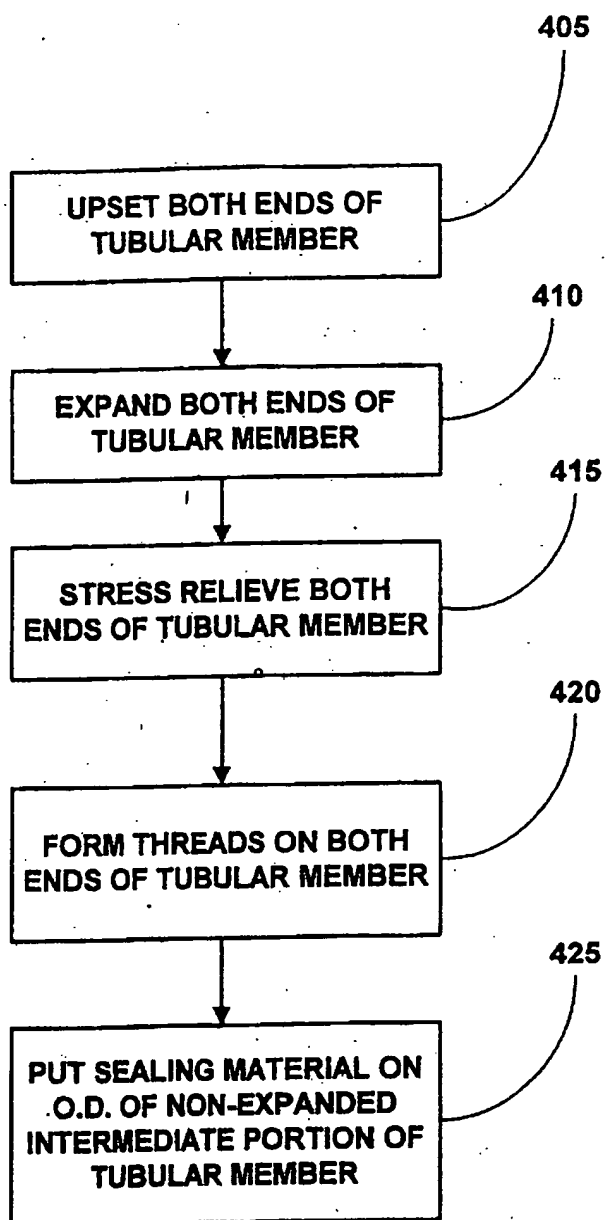 405
UPSET BOTH ENDS OF
TUBULAR MEMBER
410
EXPAND BOTH ENDS OF
TUBULAR MEMBER
415
STRESS RELIEVE BOTH
ENDS OF TUBULAR MEMBER
420
FORM THREADS ON BOTH
ENDS OF TUBULAR MEMBER
425
PUT SEALING MATERIAL ON
O.D. OF NON-EXPANDED
INTERMEDIATE PORTION OF
TUBULAR MEMBER